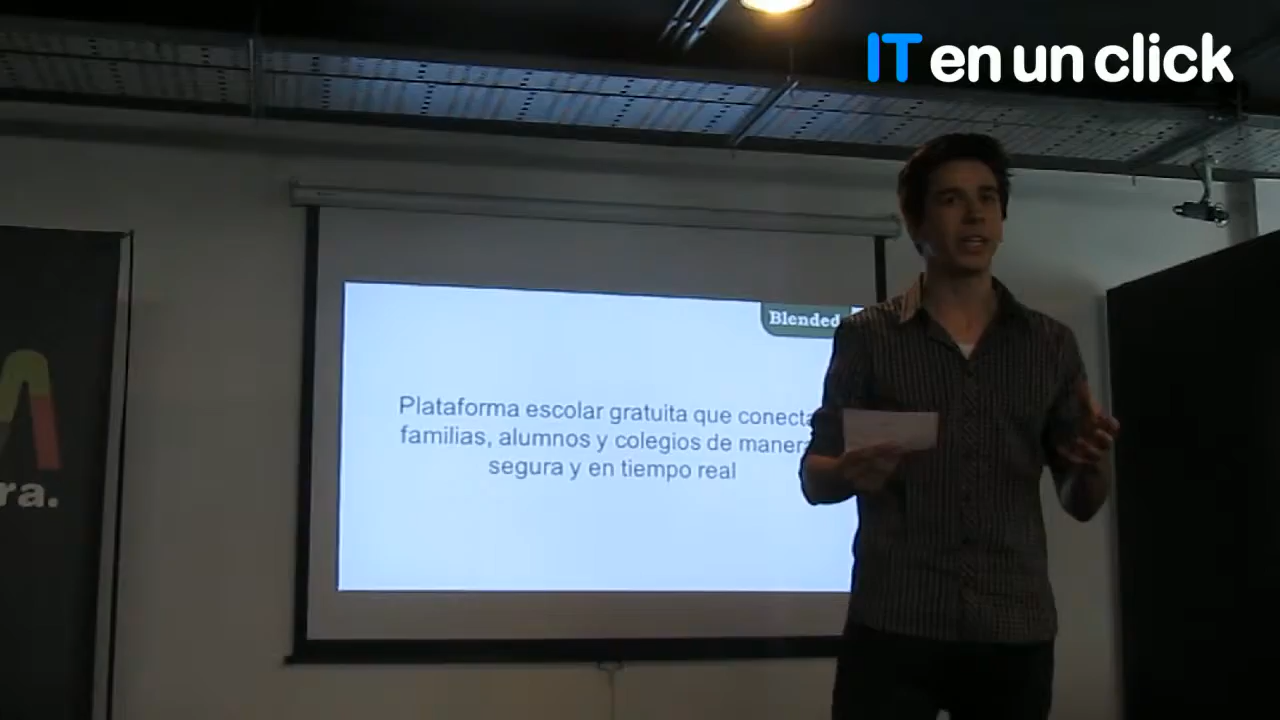 IT en un click
Blended
Plataforma escolar gratuita que conecta
familias, alumnos y colegios de manera
segura y en tiempo real
ra.